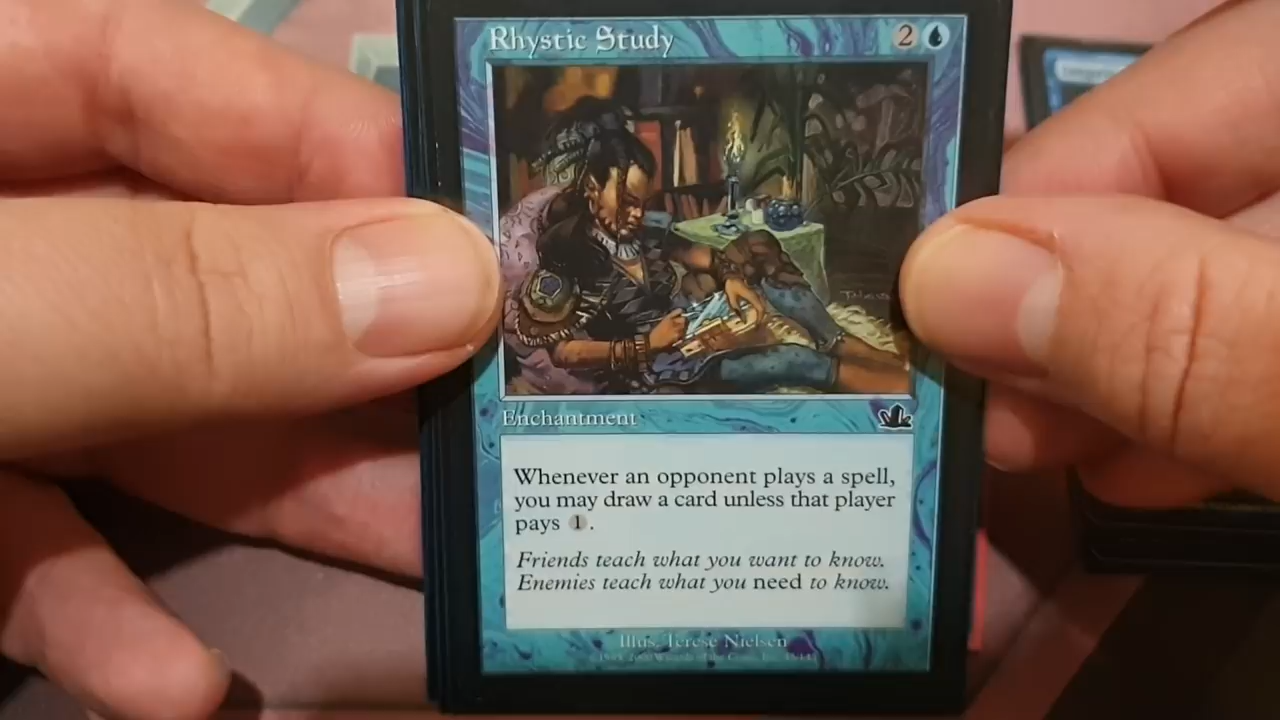 Rhystic Study 2
Enchantment
Whenever an opponent plays a spell,
you may draw a card unless that player
pays 1.
Friends teach what you want to know.
Enemies teach what you need to know.
Illus. Terese Nielsen